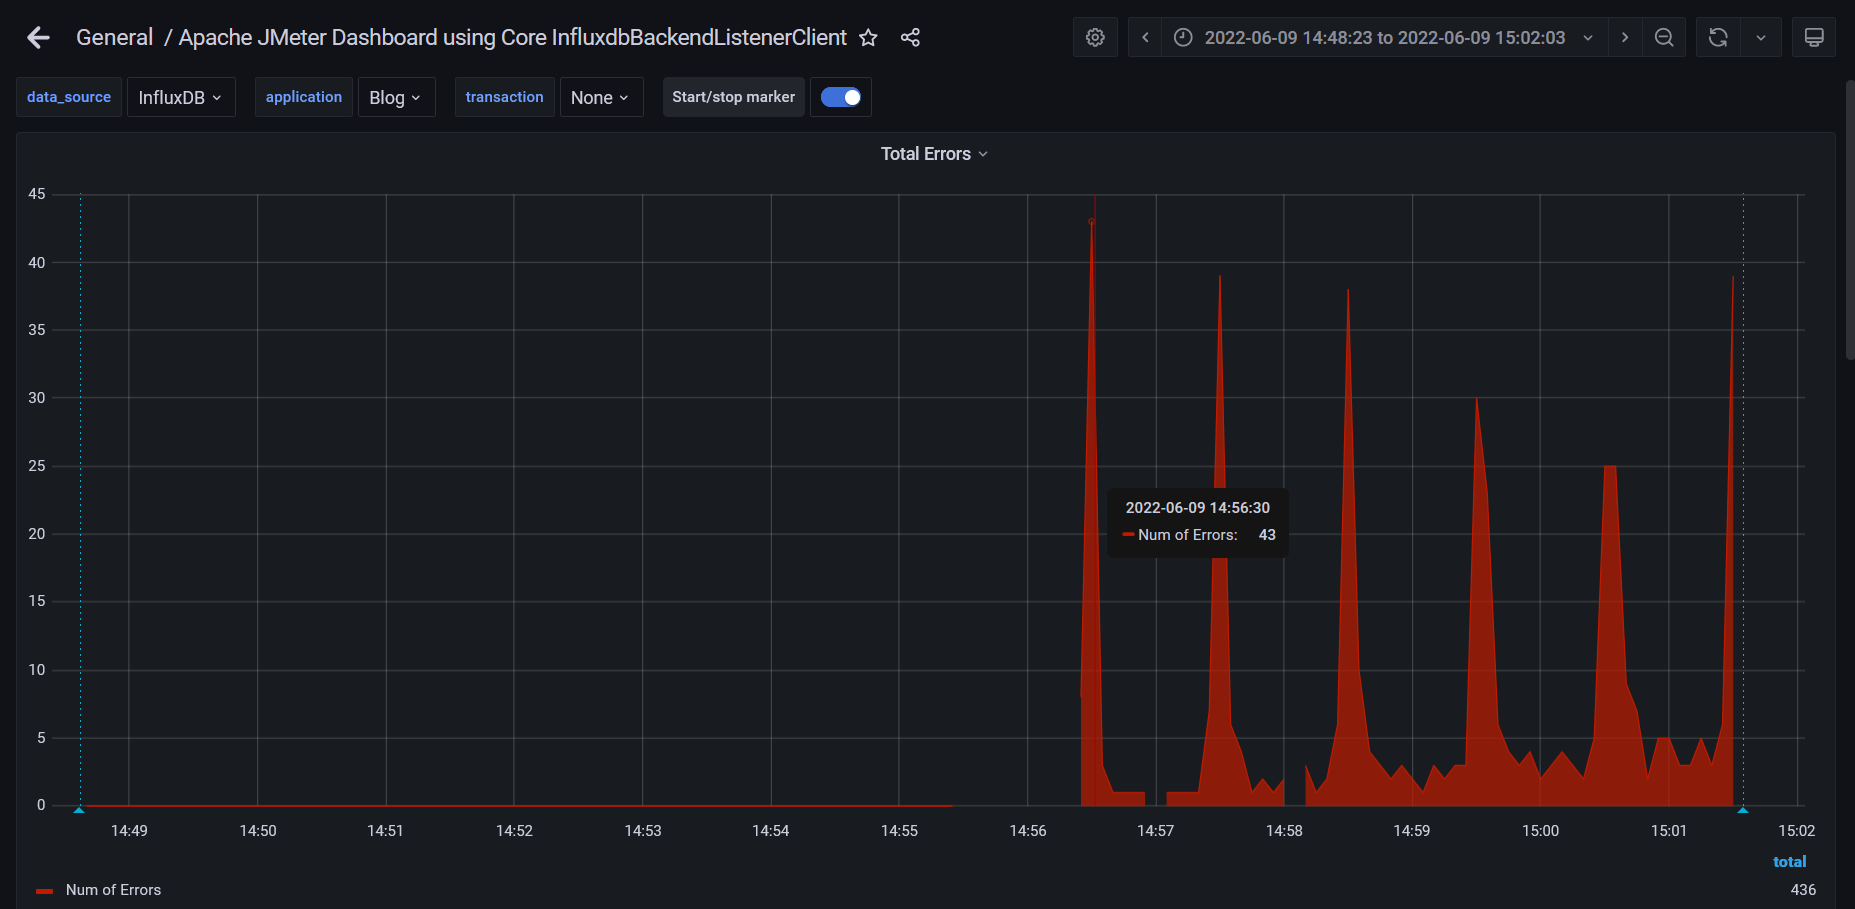 General / Apache JMeter Dashboard using Core InfluxdbBackendListenerClient
2022-06-09 14:48:23 to 2022-06-09 15:02:03
data_source InfluxDB application Blog transaction None Start/stop marker
Total Errors
45
40
35
30
25
20
15
10
5
0
2022-06-09 14:56:30
Num of Errors: 43
14:49 14:50 14:51 14:52 14:53 14:54 14:55 14:56 14:57 14:58 14:59 15:00 15:01 15:02
total
Num of Errors 436